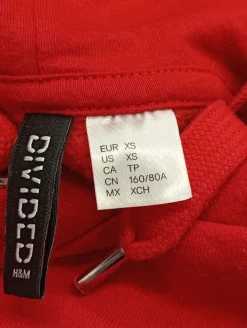 DIVIDED
H&M
EUR XS
US XS
CA TP
CN 160/80A
MX XCH